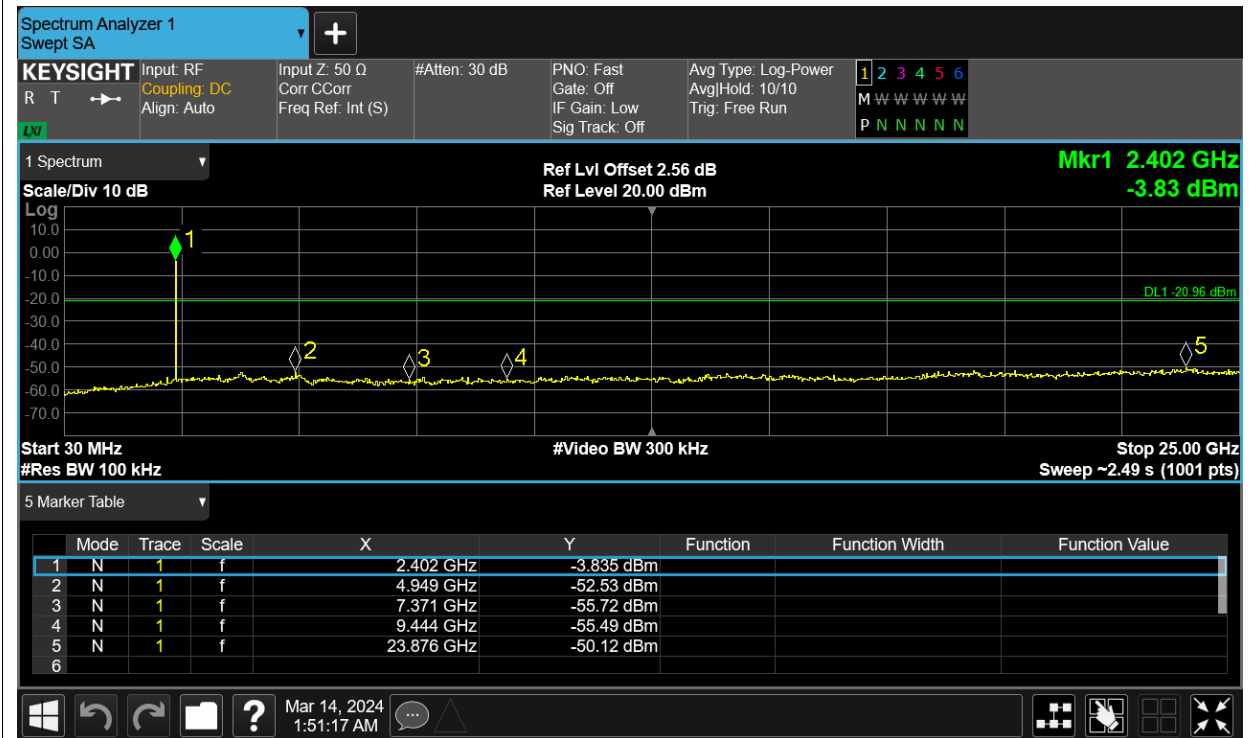 Spectrum Analyzer 1
Swept SA
KEYSIGHT
R T
LXI
Input: RF
Coupling: DC
Align: Auto
Input Z: 50 Ω
Corr CCorr
Freq Ref: Int (S)
#Atten: 30 dB
PNO: Fast
Gate: Off
IF Gain: Low
Sig Track: Off
Avg Type: Log-Power
Avg|Hold: 10/10
Trig: Free Run
1 2 3 4 5 6
M W W W W W
P N N N N N
1 Spectrum
Scale/Div 10 dB
Ref Lvl Offset 2.56 dB
Ref Level 20.00 dBm
Mkr1 2.402 GHz
-3.83 dBm
Log
10.0
0.00
-10.0
-20.0
-30.0
-40.0
-50.0
-60.0
-70.0
1
2
3
4
5
DL1 -20.96 dBm
Start 30 MHz
#Res BW 100 kHz
#Video BW 300 kHz
Stop 25.00 GHz
Sweep ~2.49 s (1001 pts)
5 Marker Table
Mode Trace Scale X Y Function Function Width Function Value
1 N 1 f 2.402 GHz -3.835 dBm
2 N 1 f 4.949 GHz -52.53 dBm
3 N 1 f 7.371 GHz -55.72 dBm
4 N 1 f 9.444 GHz -55.49 dBm
5 N 1 f 23.876 GHz -50.12 dBm
6
?
Mar 14, 2024
1:51:17 AM